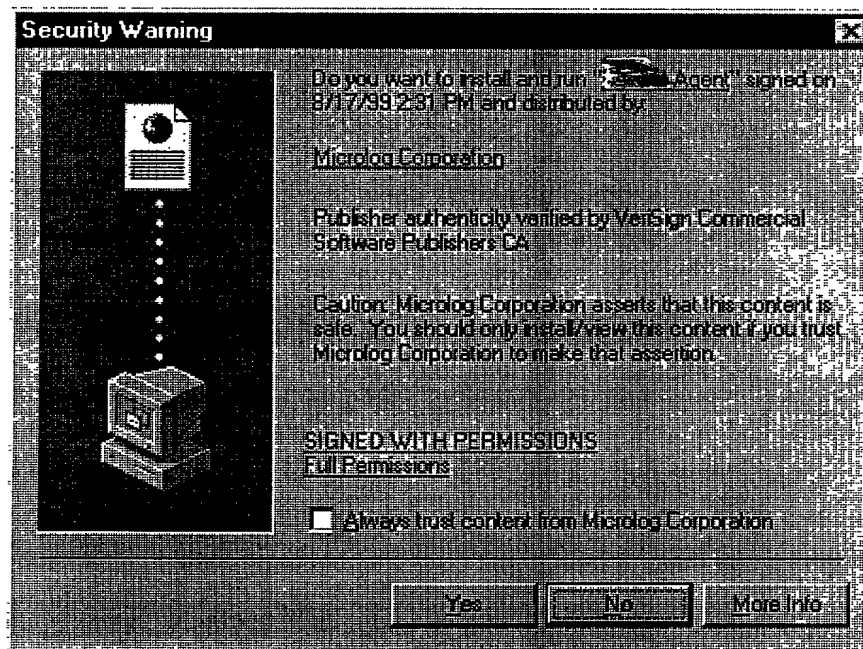 Security Warning
Do you want to install and run " Agent" signed on
8/17/99 2:31 PM and distributed by:
Microlog Corporation
Publisher authenticity verified by VeriSign Commercial
Software Publishers CA
Caution: Microlog Corporation asserts that this content is
safe. You should only install/view this content if you trust
Microlog Corporation to make that assertion.
SIGNED WITH PERMISSIONS
Full Permissions
Always trust content from Microlog Corporation
Yes No More Info